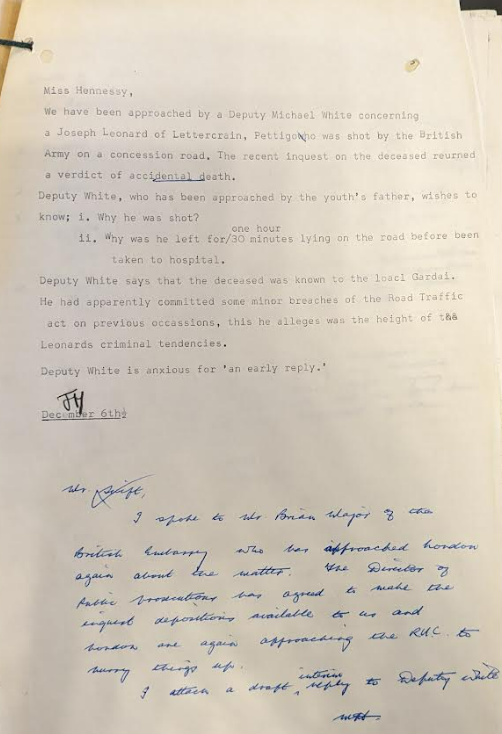 Miss Hennessy,
We have been approached by a Deputy Michael White concerning
a Joseph Leonard of Lettercrain, Pettigowho was shot by the British
Army on a concession road. The recent inquest on the deceased reurned
a verdict of accidental death.
Deputy White, who has been approached by the youth's father, wishes to
know; i. Why he was shot?
one hour
ii. Why was he left for/30 minutes lying on the road before been
taken to hospital.
Deputy White says that the deceased was known to the loacl Gardai.
He had apparently committed some minor breaches of the Road Traffic
act on previous occassions, this he alleges was the height of
Leonards criminal tendencies.
Deputy White is anxious for 'an early reply.'
JH
December 6th
Mr Swift,
I spoke to Mr Brian Major of the
British Embassy who has approached London
again about the matter. The Director of
Public Prosecutions has agreed to make the
inquest depositions available to us and
London are again approaching the RUC to
hurry things up.
interim
I attach a draft, reply to Deputy White